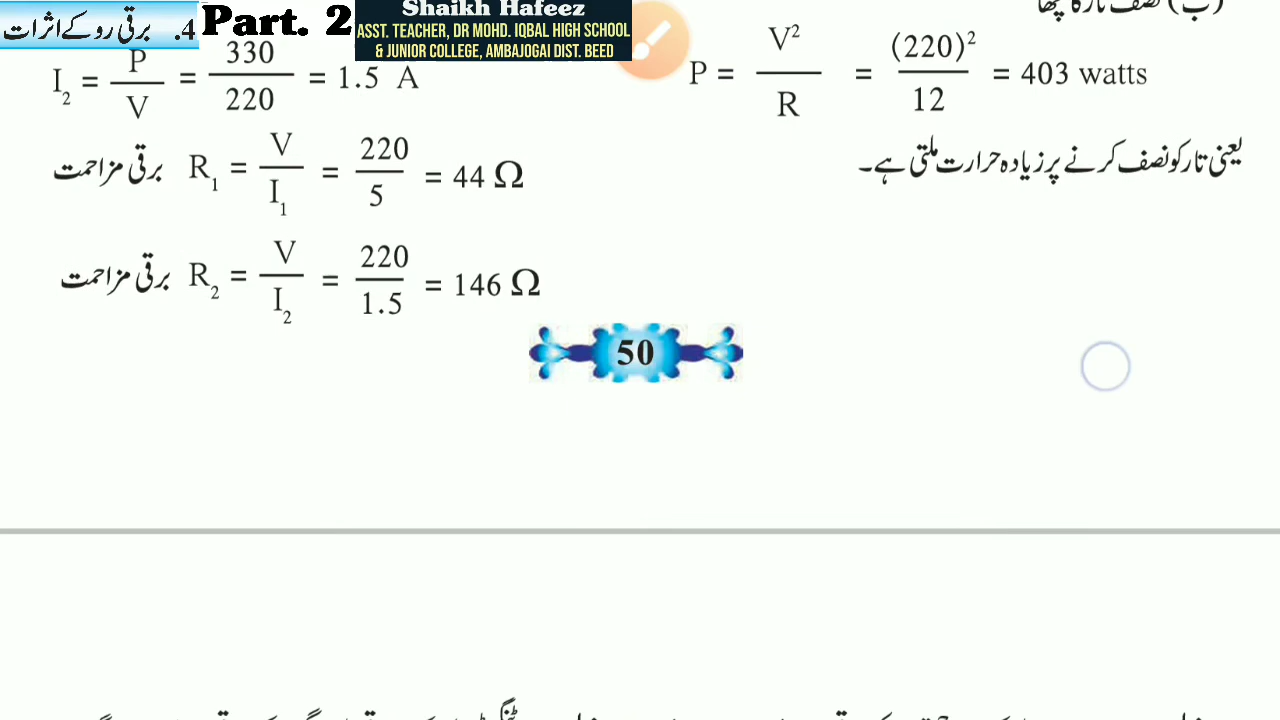 4. برقی رو کے اثرات
Part. 2
Shaikh Hafeez
ASST. TEACHER, DR MOHD. IQBAL HIGH SCHOOL
& JUNIOR COLLEGE, AMBAJOGAI DIST. BEED
I₂ = P/V = 330/220 = 1.5 A
برقی مزاحمت R₁ = V/I₁ = 220/5 = 44 Ω
برقی مزاحمت R₂ = V/I₂ = 220/1.5 = 146 Ω
P = V²/R = (220)²/12 = 403 watts
یعنی تار کو نصف کرنے پر زیادہ حرارت ملتی ہے۔
50